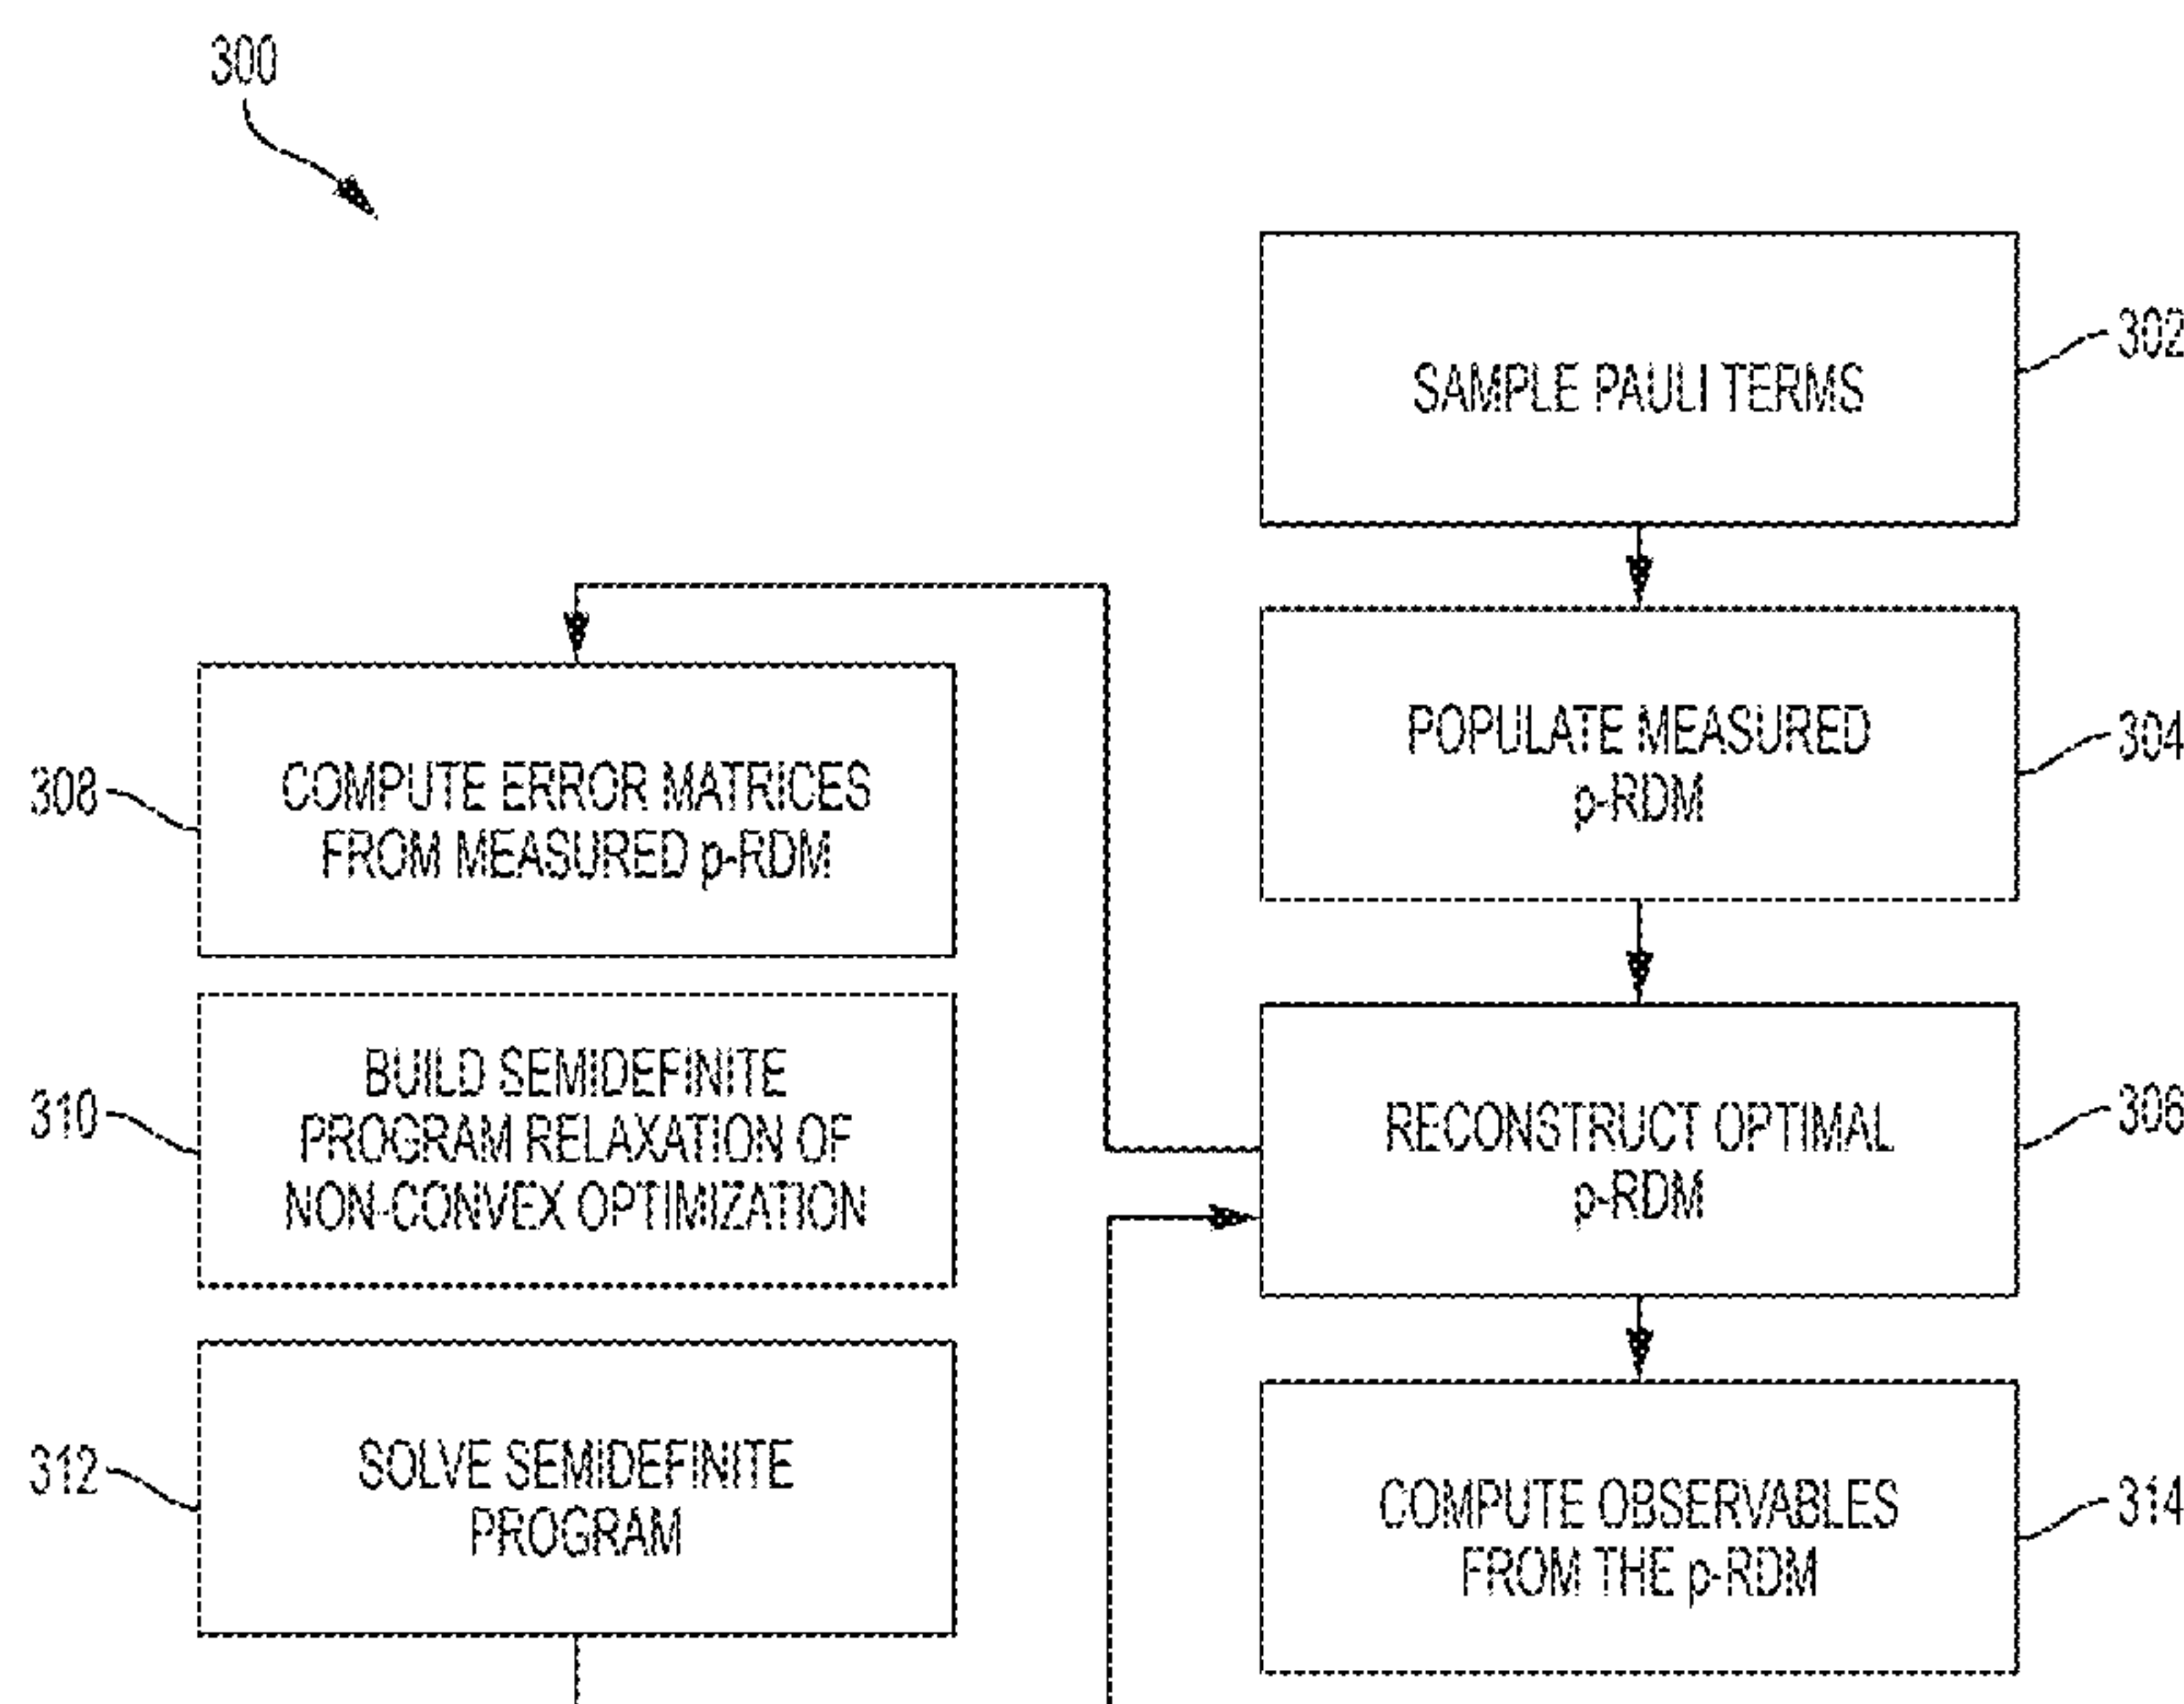 300
SAMPLE PAULI TERMS
302
POPULATE MEASURED
p-RDM
304
RECONSTRUCT OPTIMAL
p-RDM
306
308
COMPUTE ERROR MATRICES
FROM MEASURED p-RDM
310
BUILD SEMIDEFINITE
PROGRAM RELAXATION OF
NON-CONVEX OPTIMIZATION
312
SOLVE SEMIDEFINITE
PROGRAM
COMPUTE OBSERVABLES
FROM THE p-RDM
314